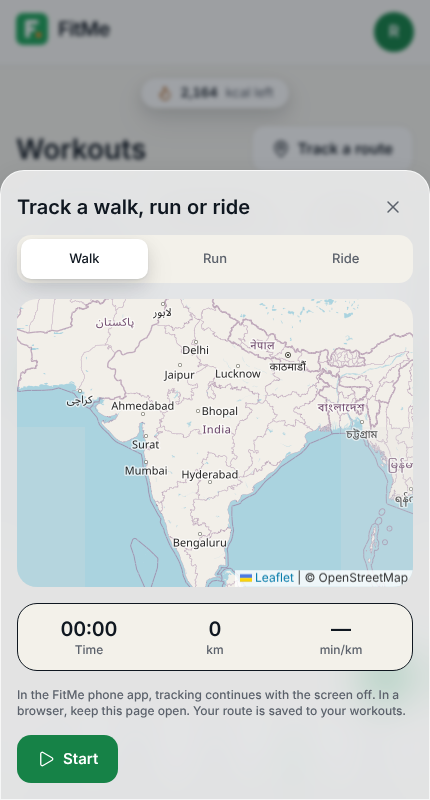 FitMe
R
2,164 kcal left
Workouts
Track a route
Track a walk, run or ride
Walk
Run
Ride
پاکستان
لاہور
Delhi
नेपाल
काठमाडौँ
Jaipur
Lucknow
کراچی
Ahmedabad
Bhopal
বাংলাদেশ
India
চট্টগ্রাম
Surat
Mumbai
Hyderabad
Bengaluru
Leaflet | © OpenStreetMap
00:00
0
—
Time
km
min/km
In the FitMe phone app, tracking continues with the screen off. In a
browser, keep this page open. Your route is saved to your workouts.
Start